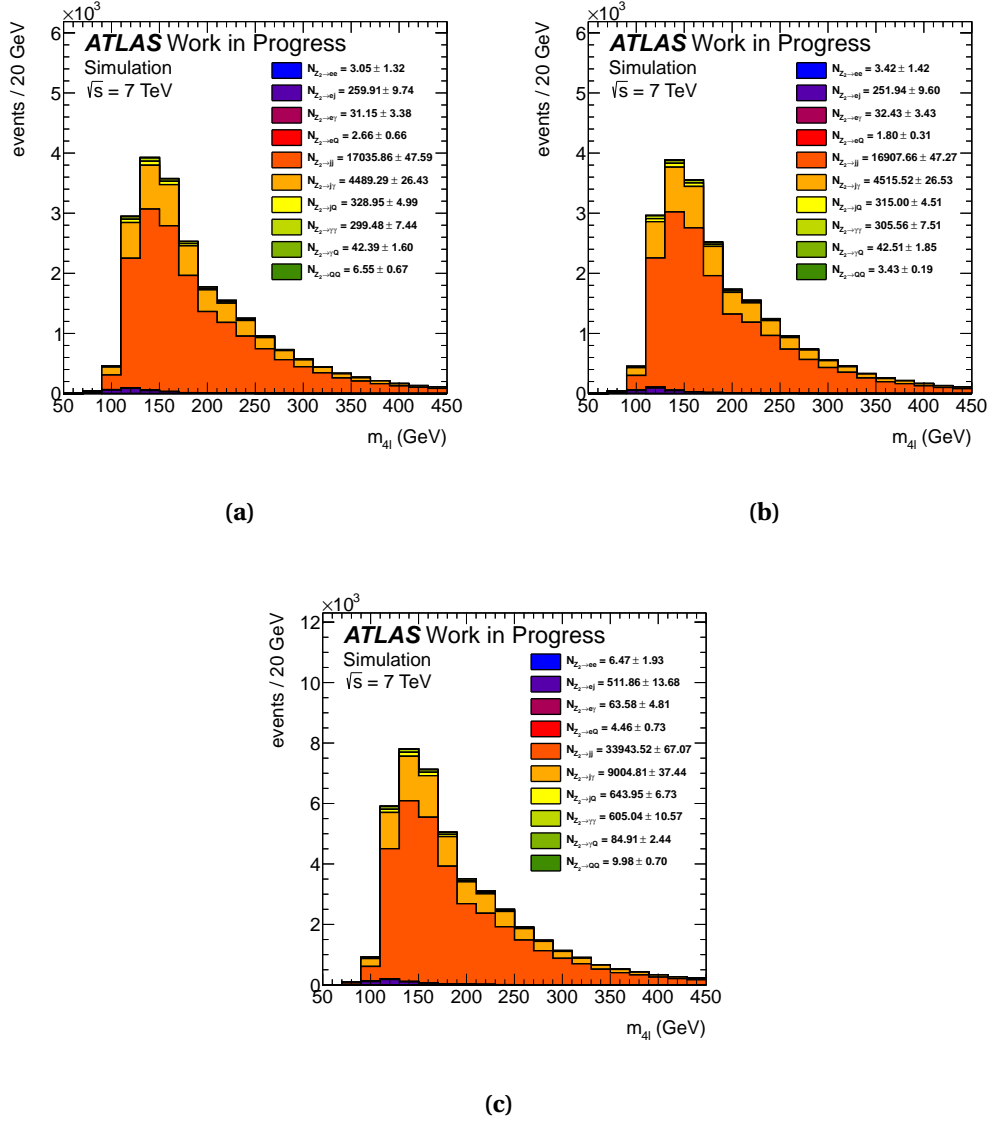 ×10³
events / 20 GeV
6
5
4
3
2
1
0
ATLAS Work in Progress
Simulation
√s = 7 TeV
N_{Z₂→ee} = 3.05 ± 1.32
N_{Z₂→ej} = 259.91 ± 9.74
N_{Z₂→eγ} = 31.15 ± 3.38
N_{Z₂→eQ} = 2.66 ± 0.66
N_{Z₂→jj} = 17035.86 ± 47.59
N_{Z₂→jγ} = 4489.29 ± 26.43
N_{Z₂→jQ} = 328.95 ± 4.99
N_{Z₂→γγ} = 299.48 ± 7.44
N_{Z₂→γQ} = 42.39 ± 1.60
N_{Z₂→QQ} = 6.55 ± 0.67
50 100 150 200 250 300 350 400 450
m_{4l} (GeV)
(a)
×10³
events / 20 GeV
6
5
4
3
2
1
0
ATLAS Work in Progress
Simulation
√s = 7 TeV
N_{Z₂→ee} = 3.42 ± 1.42
N_{Z₂→ej} = 251.94 ± 9.60
N_{Z₂→eγ} = 32.43 ± 3.43
N_{Z₂→eQ} = 1.80 ± 0.31
N_{Z₂→jj} = 16907.66 ± 47.27
N_{Z₂→jγ} = 4515.52 ± 26.53
N_{Z₂→jQ} = 315.00 ± 4.51
N_{Z₂→γγ} = 305.56 ± 7.51
N_{Z₂→γQ} = 42.51 ± 1.85
N_{Z₂→QQ} = 3.43 ± 0.19
50 100 150 200 250 300 350 400 450
m_{4l} (GeV)
(b)
×10³
events / 20 GeV
12
10
8
6
4
2
0
ATLAS Work in Progress
Simulation
√s = 7 TeV
N_{Z₂→ee} = 6.47 ± 1.93
N_{Z₂→ej} = 511.86 ± 13.68
N_{Z₂→eγ} = 63.58 ± 4.81
N_{Z₂→eQ} = 4.46 ± 0.73
N_{Z₂→jj} = 33943.52 ± 67.07
N_{Z₂→jγ} = 9004.81 ± 37.44
N_{Z₂→jQ} = 643.95 ± 6.73
N_{Z₂→γγ} = 605.04 ± 10.57
N_{Z₂→γQ} = 84.91 ± 2.44
N_{Z₂→QQ} = 9.98 ± 0.70
50 100 150 200 250 300 350 400 450
m_{4l} (GeV)
(c)